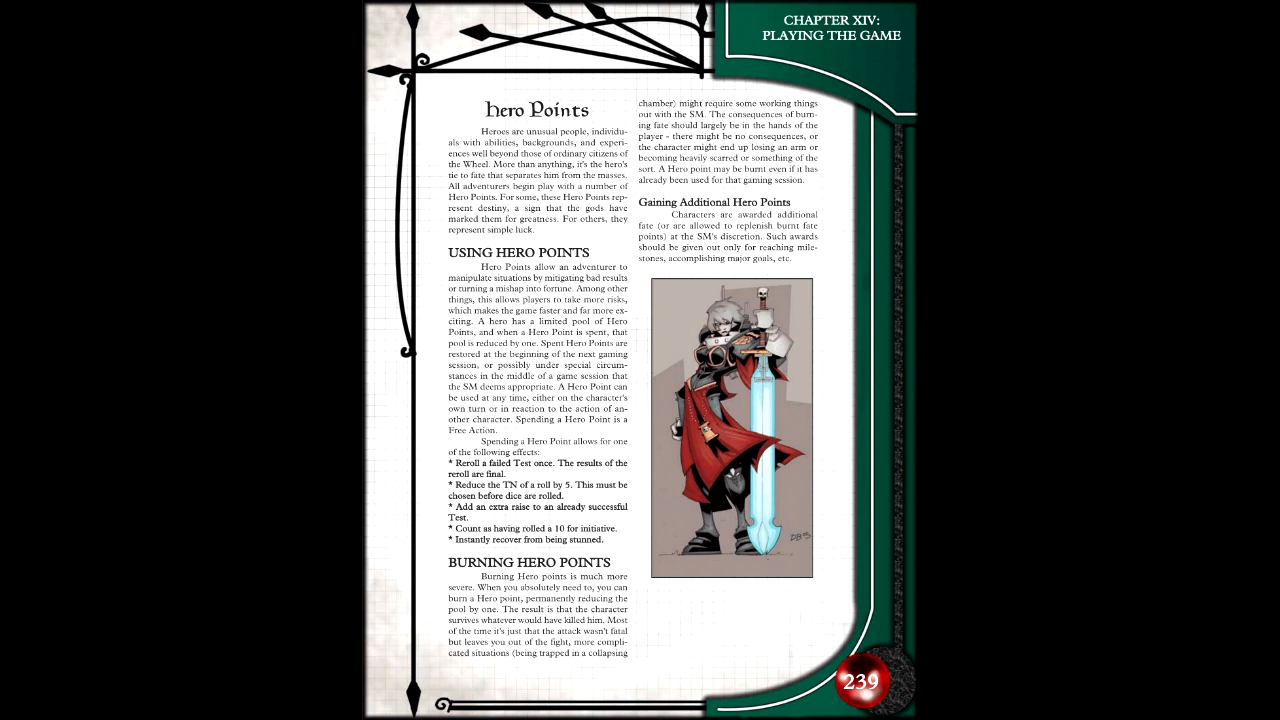 CHAPTER XIV:
PLAYING THE GAME
Hero Points
Heroes are unusual people, individu-
als with abilities, backgrounds, and experi-
ences well beyond those of ordinary citizens of
the Wheel. More than anything, it's the hero's
tie to fate that separates him from the masses.
All adventurers begin play with a number of
Hero Points. For some, these Hero Points rep-
resent destiny, a sign that the gods have
marked them for greatness. For others, they
represent simple luck.
USING HERO POINTS
Hero Points allow an adventurer to
manipulate situations by mitigating bad results
or turning a mishap into fortune. Among other
things, this allows players to take more risks,
which makes the game faster and far more ex-
citing. A hero has a limited pool of Hero
Points, and when a Hero Point is spent, that
pool is reduced by one. Spent Hero Points are
restored at the beginning of the next gaming
session, or possibly under special circum-
stances in the middle of a game session that
the SM deems appropriate. A Hero Point can
be used at any time, either on the character's
own turn or in reaction to the action of an-
other character. Spending a Hero Point is a
Free Action.
Spending a Hero Point allows for one
of the following effects:
* Reroll a failed Test once. The results of the
reroll are final.
* Reduce the TN of a roll by 5. This must be
chosen before dice are rolled.
* Add an extra raise to an already successful
Test.
* Count as having rolled a 10 for initiative.
* Instantly recover from being stunned.
BURNING HERO POINTS
Burning Hero points is much more
severe. When you absolutely need to, you can
burn a Hero point, permanently reducing the
pool by one. The result is that the character
survives whatever would have killed him. Most
of the time it's just that the attack wasn't fatal
but leaves you out of the fight, more compli-
cated situations (being trapped in a collapsing
chamber) might require some working things
out with the SM. The consequences of burn-
ing fate should largely be in the hands of the
player - there might be no consequences, or
the character might end up losing an arm or
becoming heavily scarred or something of the
sort. A Hero point may be burnt even if it has
already been used for that gaming session.
Gaining Additional Hero Points
Characters are awarded additional
fate (or are allowed to replenish burnt fate
points) at the SM's discretion. Such awards
should be given out only for reaching mile-
stones, accomplishing major goals, etc.
239